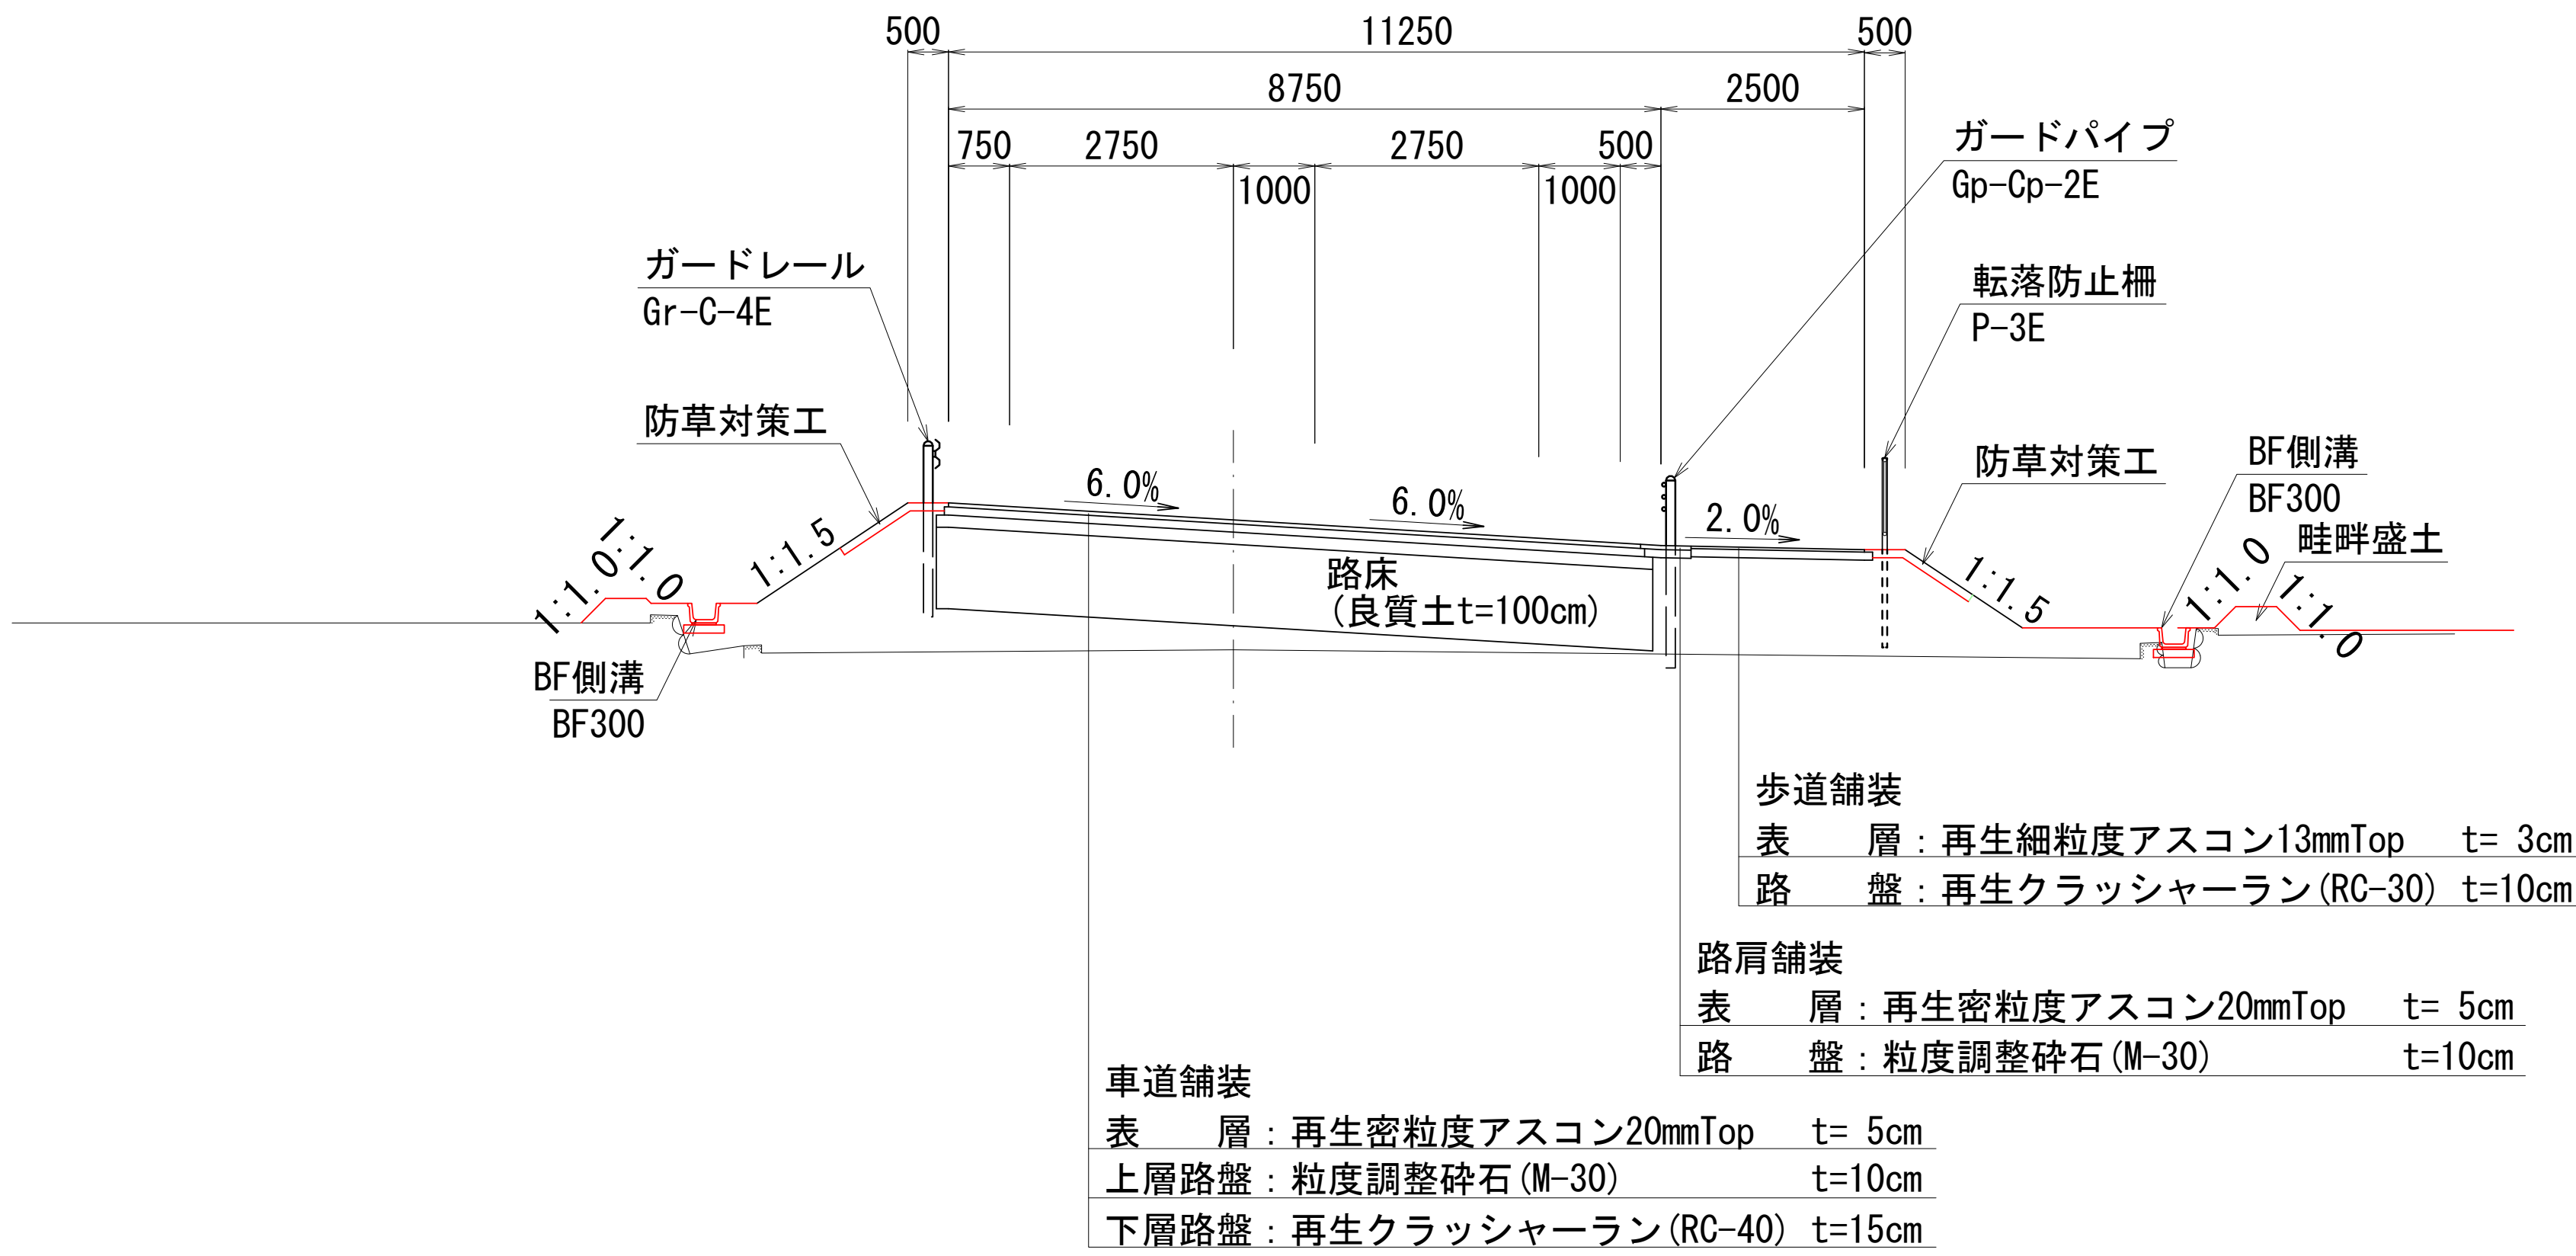 500 11250 500
8750 2500
750 2750 2750 500
1000 1000
ガードパイプ
Gp-Cp-2E
ガードレール
Gr-C-4E
転落防止柵
P-3E
防草対策工
防草対策工
BF側溝
BF300
畦畔盛土
6.0%
6.0%
2.0%
1:1.0
1:1.0
1:1.5
1:1.5
1:1.0
1:1.0
路床
(良質土t=100cm)
BF側溝
BF300
歩道舗装
表　　層：再生細粒度アスコン13mmTop　t= 3cm
路　　盤：再生クラッシャーラン(RC-30) t=10cm
路肩舗装
表　　層：再生密粒度アスコン20mmTop　t= 5cm
路　　盤：粒度調整砕石(M-30)　t=10cm
車道舗装
表　　層：再生密粒度アスコン20mmTop　t= 5cm
上層路盤：粒度調整砕石(M-30)　t=10cm
下層路盤：再生クラッシャーラン(RC-40) t=15cm